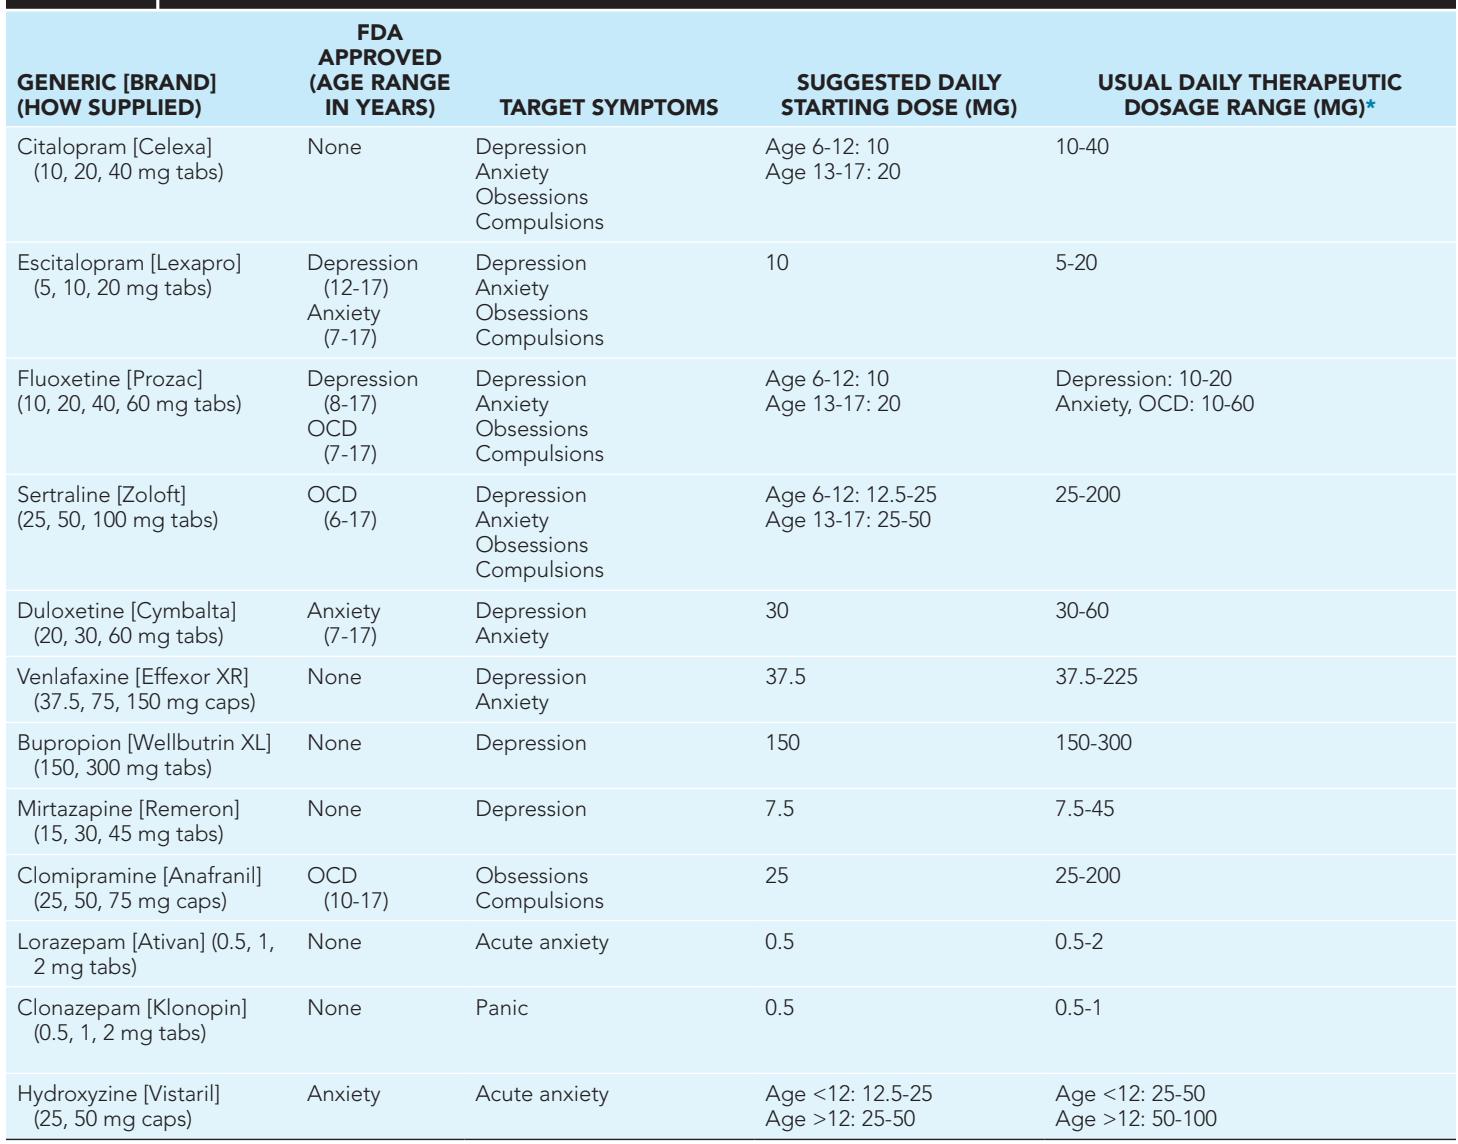 GENERIC [BRAND]
(HOW SUPPLIED)
FDA
APPROVED
(AGE RANGE
IN YEARS)
TARGET SYMPTOMS
SUGGESTED DAILY
STARTING DOSE (MG)
USUAL DAILY THERAPEUTIC
DOSAGE RANGE (MG)*
Citalopram [Celexa]
(10, 20, 40 mg tabs)
None
Depression
Anxiety
Obsessions
Compulsions
Age 6-12: 10
Age 13-17: 20
10-40
Escitalopram [Lexapro]
(5, 10, 20 mg tabs)
Depression
(12-17)
Anxiety
(7-17)
Depression
Anxiety
Obsessions
Compulsions
10
5-20
Fluoxetine [Prozac]
(10, 20, 40, 60 mg tabs)
Depression
(8-17)
OCD
(7-17)
Depression
Anxiety
Obsessions
Compulsions
Age 6-12: 10
Age 13-17: 20
Depression: 10-20
Anxiety, OCD: 10-60
Sertraline [Zoloft]
(25, 50, 100 mg tabs)
OCD
(6-17)
Depression
Anxiety
Obsessions
Compulsions
Age 6-12: 12.5-25
Age 13-17: 25-50
25-200
Duloxetine [Cymbalta]
(20, 30, 60 mg tabs)
Anxiety
(7-17)
Depression
Anxiety
30
30-60
Venlafaxine [Effexor XR]
(37.5, 75, 150 mg caps)
None
Depression
Anxiety
37.5
37.5-225
Bupropion [Wellbutrin XL]
(150, 300 mg tabs)
None
Depression
150
150-300
Mirtazapine [Remeron]
(15, 30, 45 mg tabs)
None
Depression
7.5
7.5-45
Clomipramine [Anafranil]
(25, 50, 75 mg caps)
OCD
(10-17)
Obsessions
Compulsions
25
25-200
Lorazepam [Ativan] (0.5, 1,
2 mg tabs)
None
Acute anxiety
0.5
0.5-2
Clonazepam [Klonopin]
(0.5, 1, 2 mg tabs)
None
Panic
0.5
0.5-1
Hydroxyzine [Vistaril]
(25, 50 mg caps)
Anxiety
Acute anxiety
Age <12: 12.5-25
Age >12: 25-50
Age <12: 25-50
Age >12: 50-100